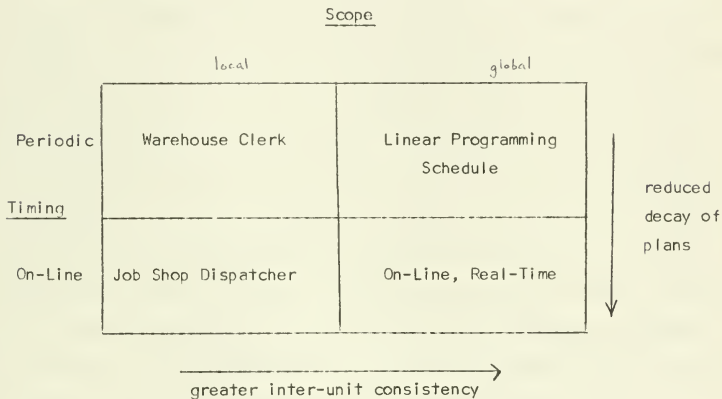 Scope
local global
Periodic Warehouse Clerk Linear Programming
Schedule
reduced
Timing
decay of
plans
On-Line Job Shop Dispatcher On-Line, Real-Time
greater inter-unit consistency